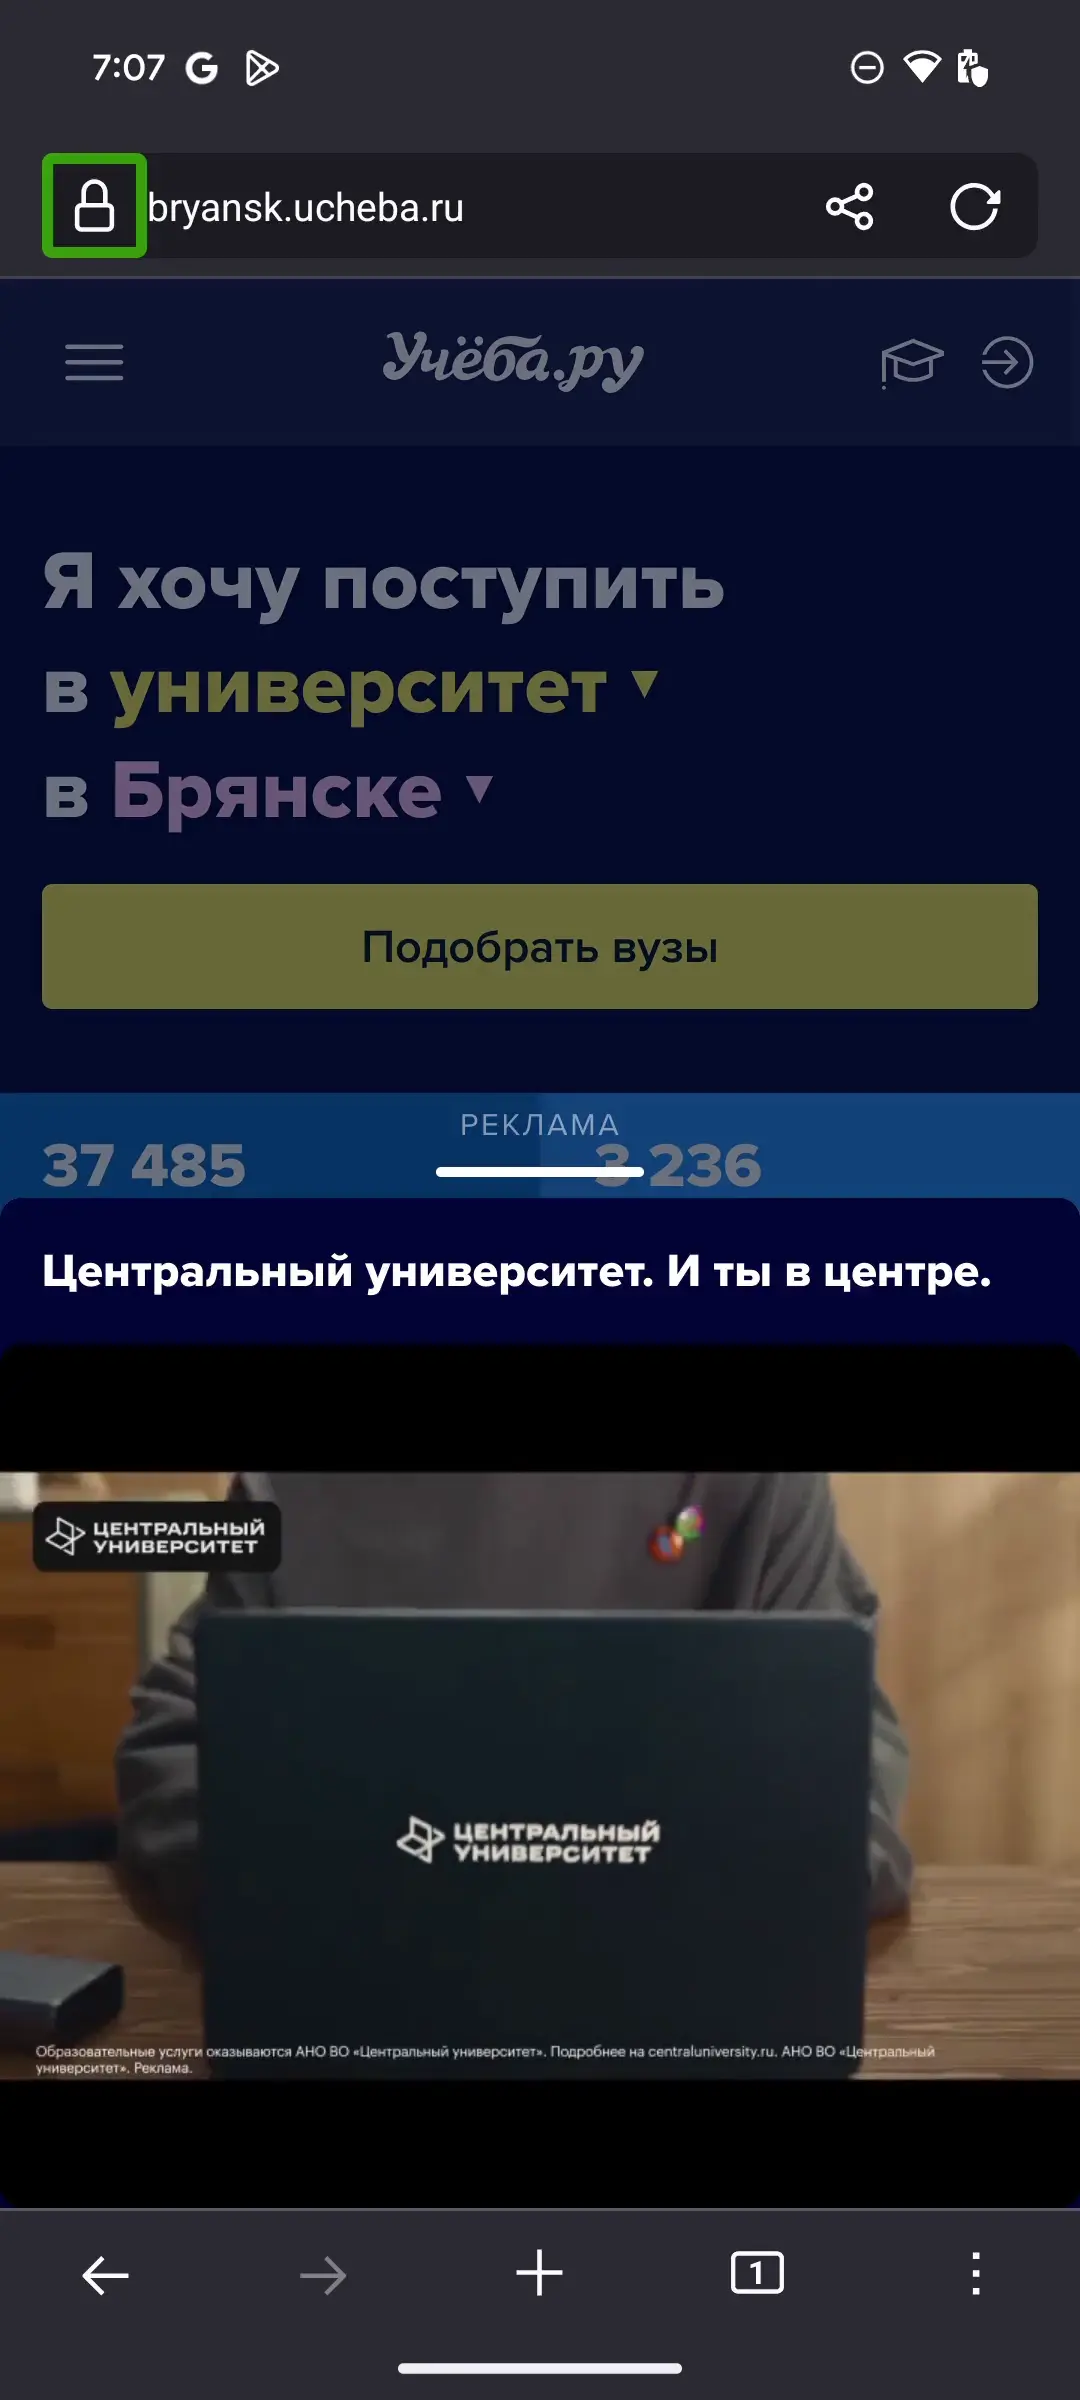 7:07
bryansk.ucheba.ru
Учёба.ру
Я хочу поступить
в университет ▼
в Брянске ▼
Подобрать вузы
РЕКЛАМА
37 485
3 236
Центральный университет. И ты в центре.
ЦЕНТРАЛЬНЫЙ
УНИВЕРСИТЕТ
ЦЕНТРАЛЬНЫЙ
УНИВЕРСИТЕТ
Образовательные услуги оказываются АНО ВО «Центральный университет». Подробнее на centraluniversity.ru. АНО ВО «Центральный
университет». Реклама.
1